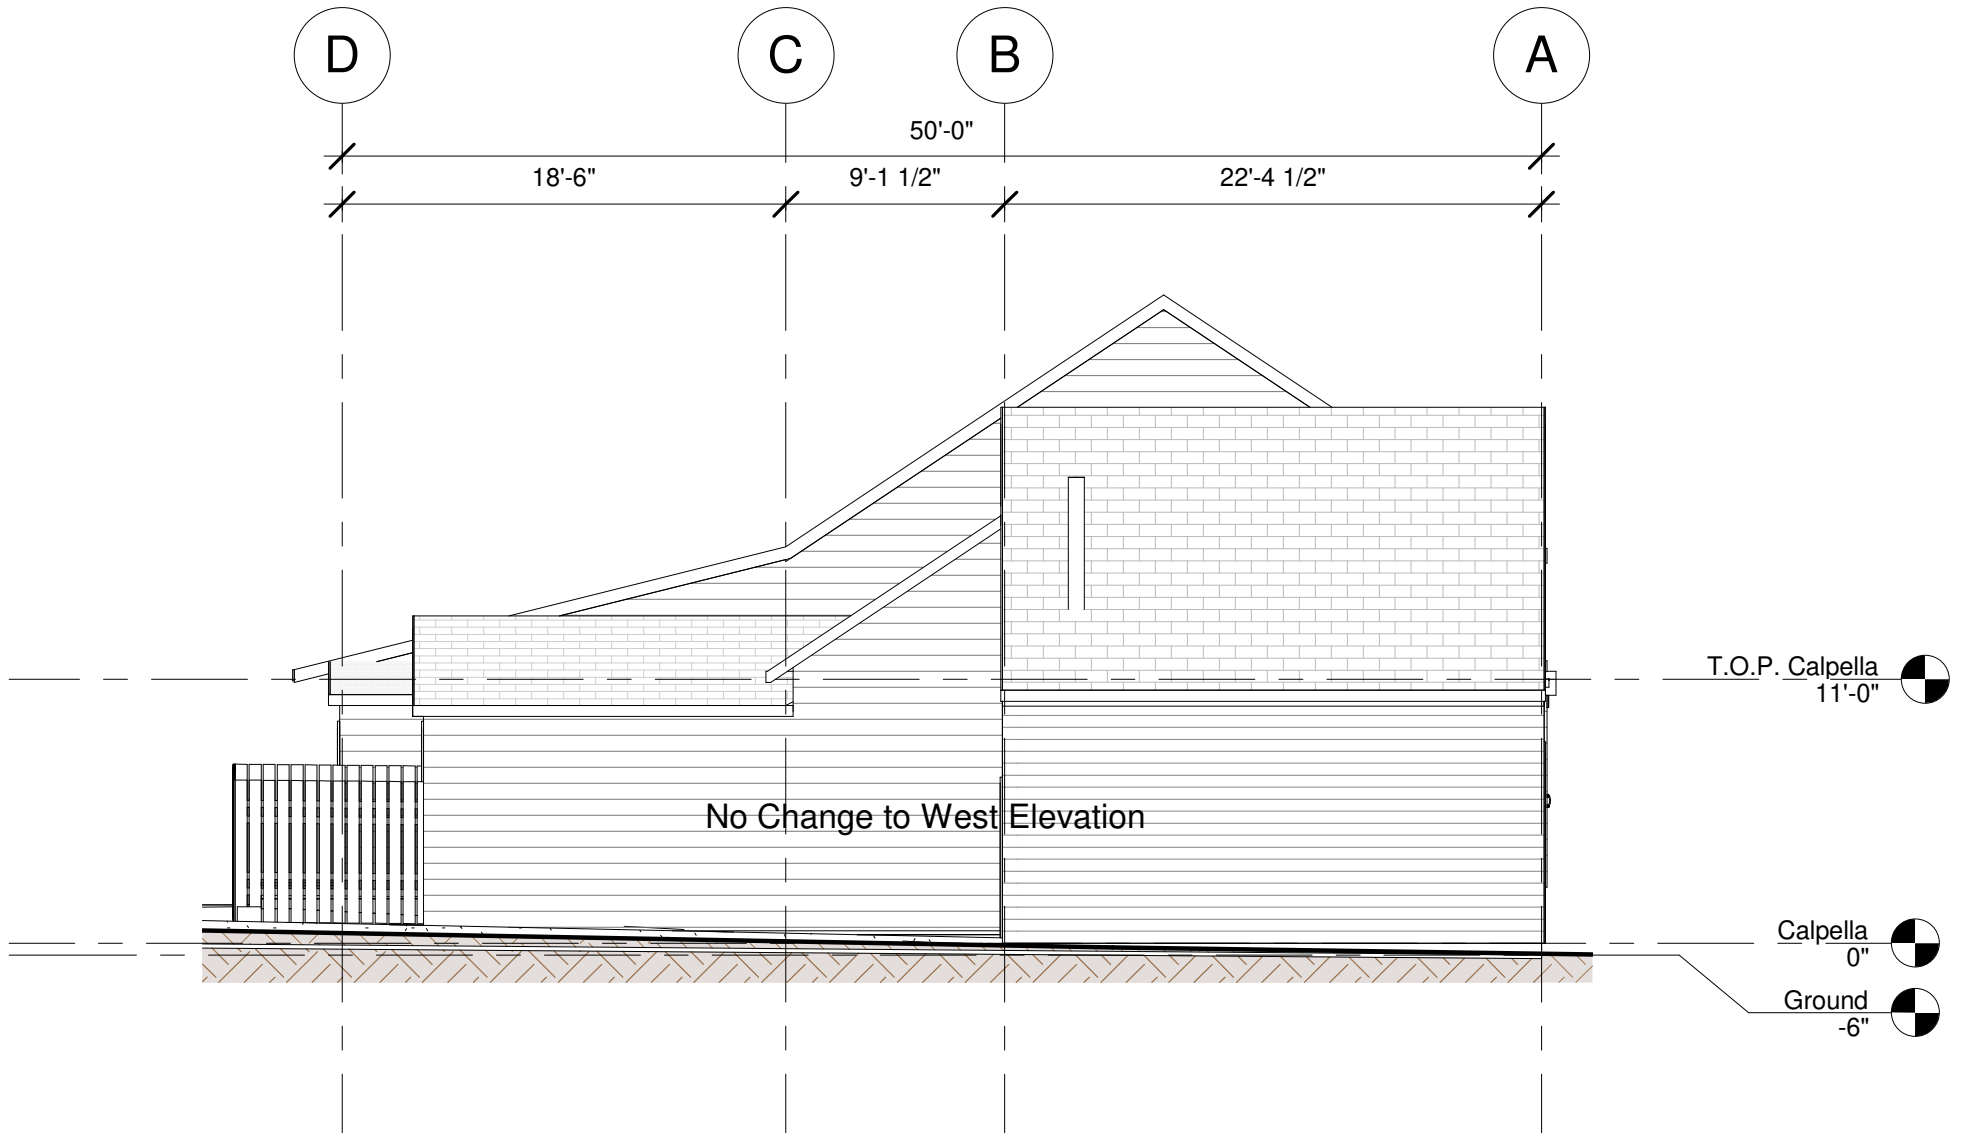 D
C
B
A
50'-0"
18'-6"
9'-1 1/2"
22'-4 1/2"
T.O.P. Calpella
11'-0"
No Change to West Elevation
Calpella
0"
Ground
-6"